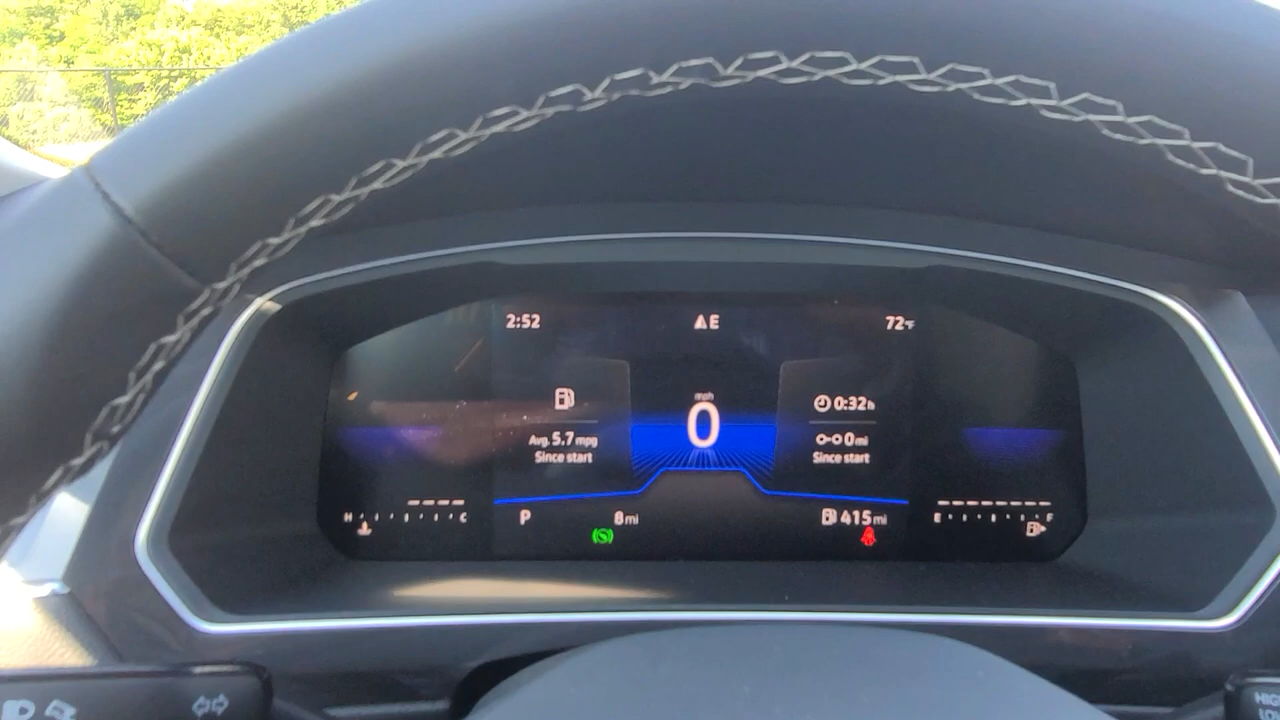 2:52
E
72°F
mph
0
0:32h
Avg. 5.7 mpg
Since start
0mi
Since start
H
C
P
8mi
415mi
E
F